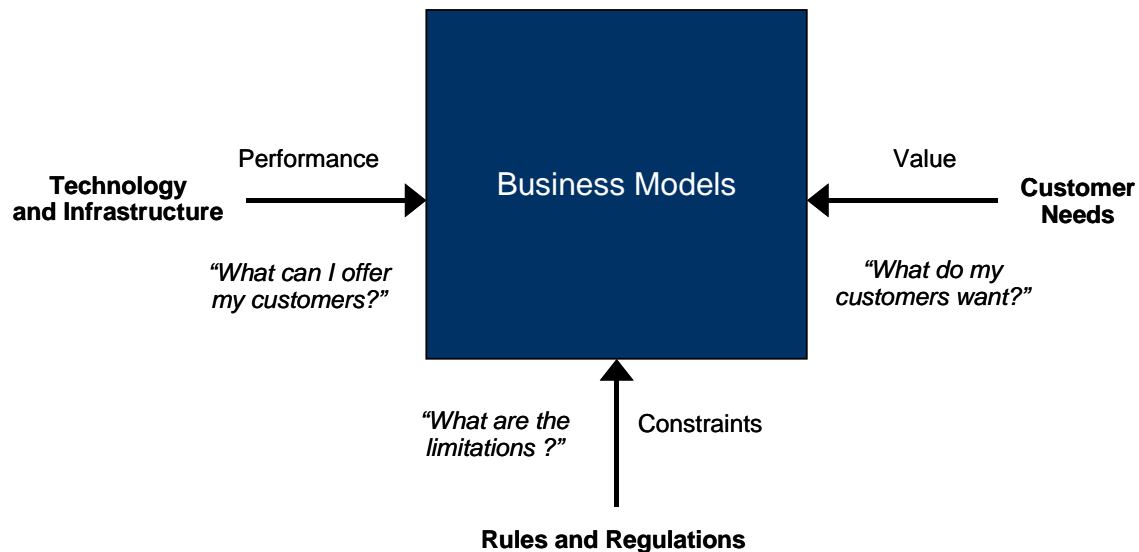 Business Models
Performance
Technology
and Infrastructure
“What can I offer
my customers?”
Value
Customer
Needs
“What do my
customers want?”
“What are the
limitations ?”
Constraints
Rules and Regulations